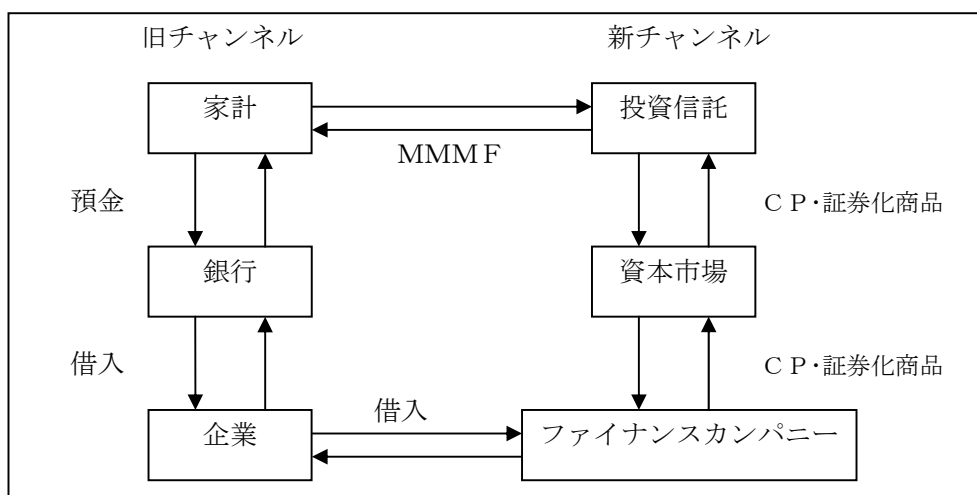 旧チャンネル
新チャンネル
家計
投資信託
MMMF
預金
CP・証券化商品
銀行
資本市場
借入
CP・証券化商品
借入
企業
ファイナンスカンパニー